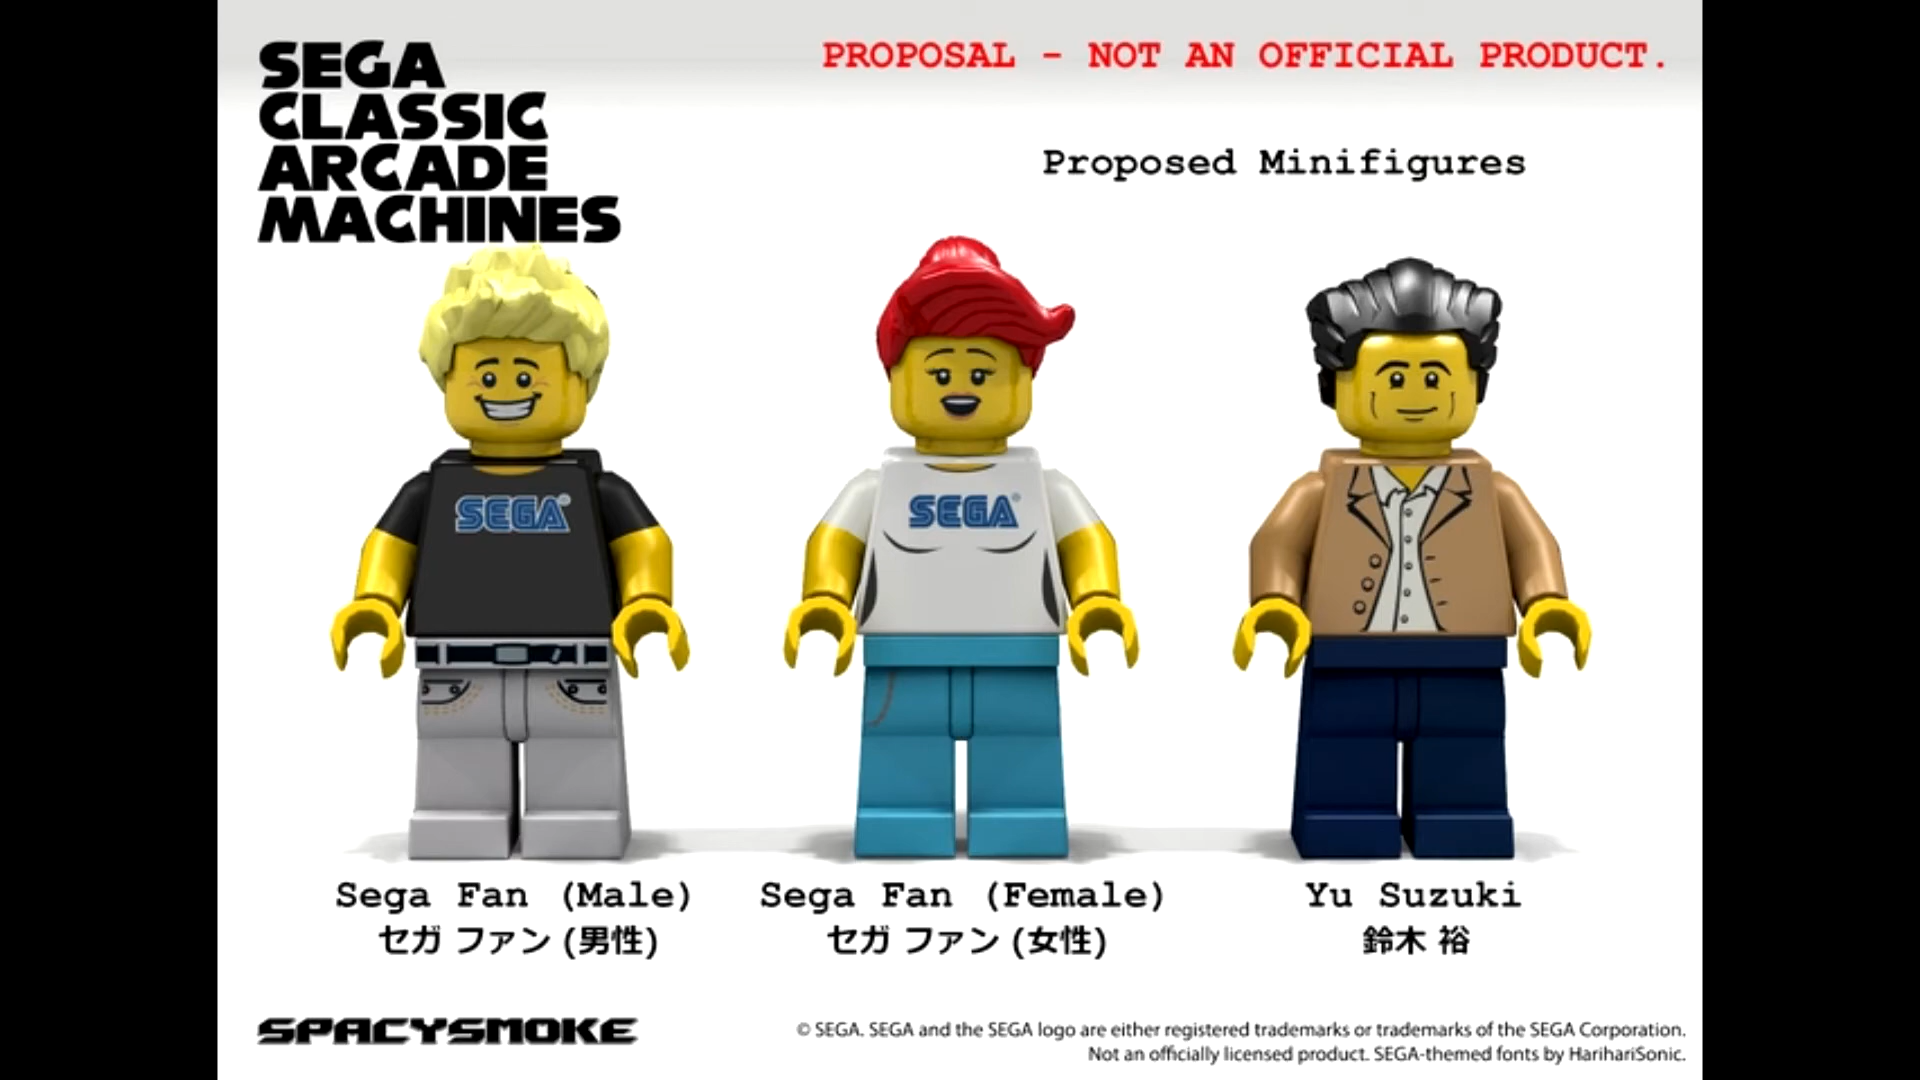 SEGA
CLASSIC
ARCADE
MACHINES
PROPOSAL - NOT AN OFFICIAL PRODUCT.
Proposed Minifigures
SEGA®
SEGA®
Sega Fan (Male)
セガ ファン (男性)
Sega Fan (Female)
セガ ファン (女性)
Yu Suzuki
鈴木 裕
SPACYSMOKE
© SEGA. SEGA and the SEGA logo are either registered trademarks or trademarks of the SEGA Corporation.
Not an officially licensed product. SEGA-themed fonts by HarihariSonic.